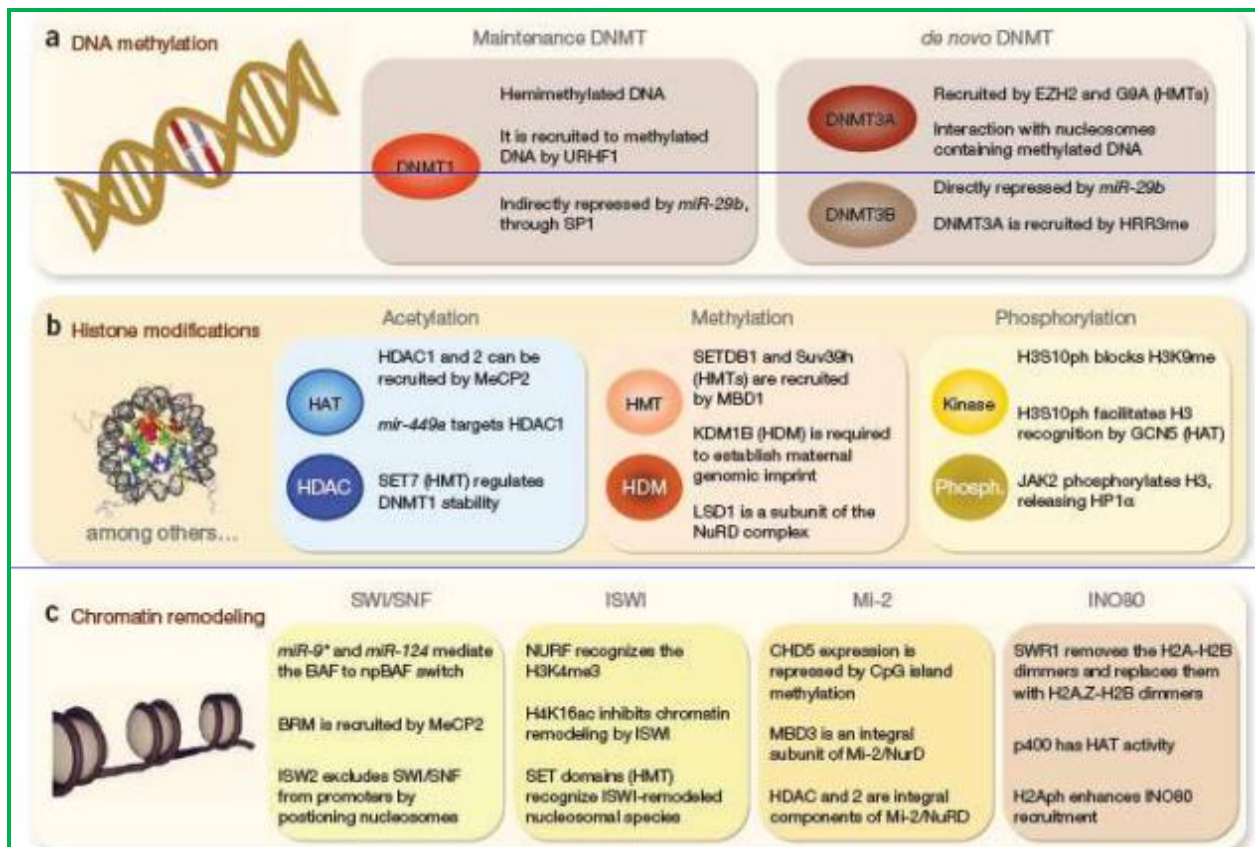 a DNA methylation
Maintenance DNMT
DNMT1
Hemimethylated DNA
It is recruited to methylated
DNA by URHF1
Indirectly repressed by miR-29b,
through SP1
de novo DNMT
DNMT3A
Recruited by EZH2 and G9A (HMTs)
Interaction with nucleosomes
containing methylated DNA
DNMT3B
Directly repressed by miR-29b
DNMT3A is recruited by HRR3me
b Histone modifications
among others...
Acetylation
HAT
HDAC
HDAC1 and 2 can be
recruited by MeCP2
mir-449a targets HDAC1
SET7 (HMT) regulates
DNMT1 stability
Methylation
HMT
HDM
SETDB1 and Suv39h
(HMTs) are recruited
by MBD1
KDM1B (HDM) is required
to establish maternal
genomic imprint
LSD1 is a subunit of the
NuRD complex
Phosphorylation
Kinase
Phosph.
H3S10ph blocks H3K9me
H3S10ph facilitates H3
recognition by GCN5 (HAT)
JAK2 phosphorylates H3,
releasing HP1α
c Chromatin remodeling
SWI/SNF
miR-9* and miR-124 mediate
the BAF to npBAF switch
BRM is recruited by MeCP2
ISW2 excludes SWI/SNF
from promoters by
postioning nucleosomes
ISWI
NURF recognizes the
H3K4me3
H4K16ac inhibits chromatin
remodeling by ISWI
SET domains (HMT)
recognize ISWI-remodeled
nucleosomal species
Mi-2
CHD5 expression is
repressed by CpG island
methylation
MBD3 is an integral
subunit of Mi-2/NurD
HDAC and 2 are integral
components of Mi-2/NuRD
INO80
SWR1 removes the H2A-H2B
dimmers and replaces them
with H2A.Z-H2B dimmers
p400 has HAT activity
H2Aph enhances INO80
recruitment